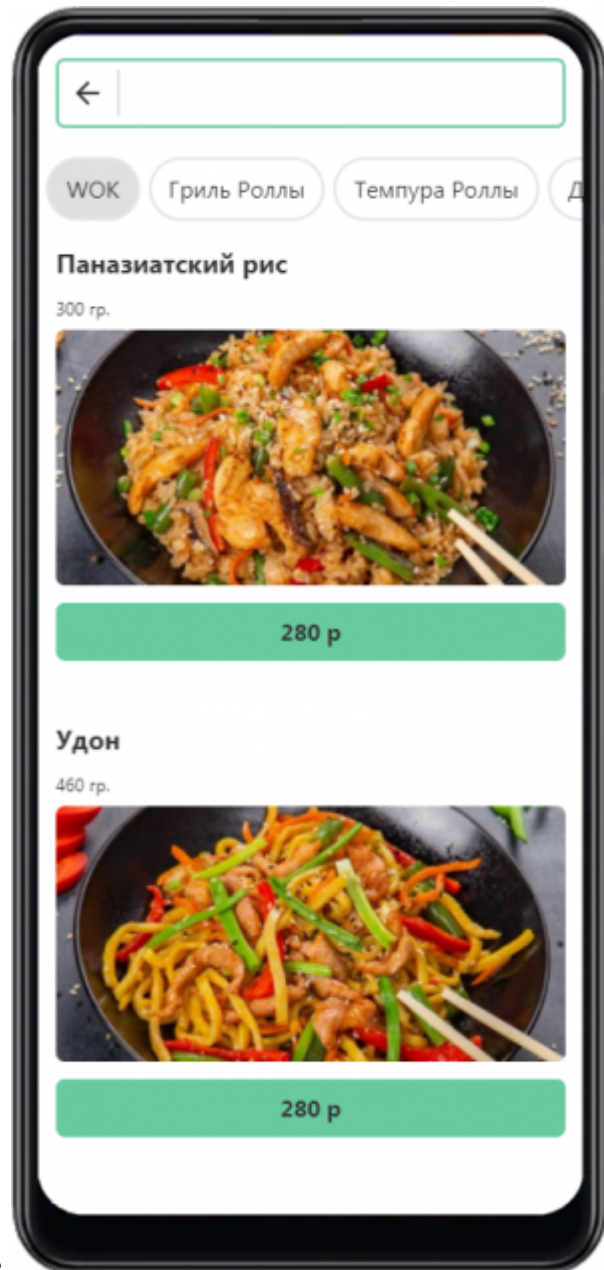 WOK
Гриль Роллы
Темпура Роллы
Паназиатский рис
300 гр.
280 р
Удон
460 гр.
280 р